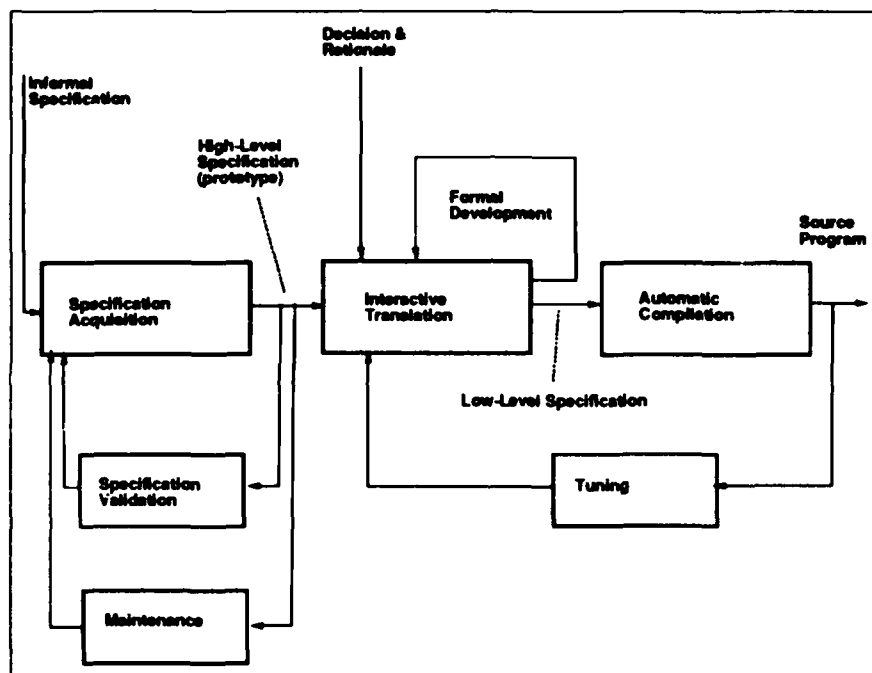 Decision &
Rationale
Informal
Specification
High-Level
Specification
(prototype)
Formal
Development
Source
Program
Specification
Acquisition
Interactive
Translation
Automatic
Compilation
Low-Level Specification
Specification
Validation
Tuning
Maintenance